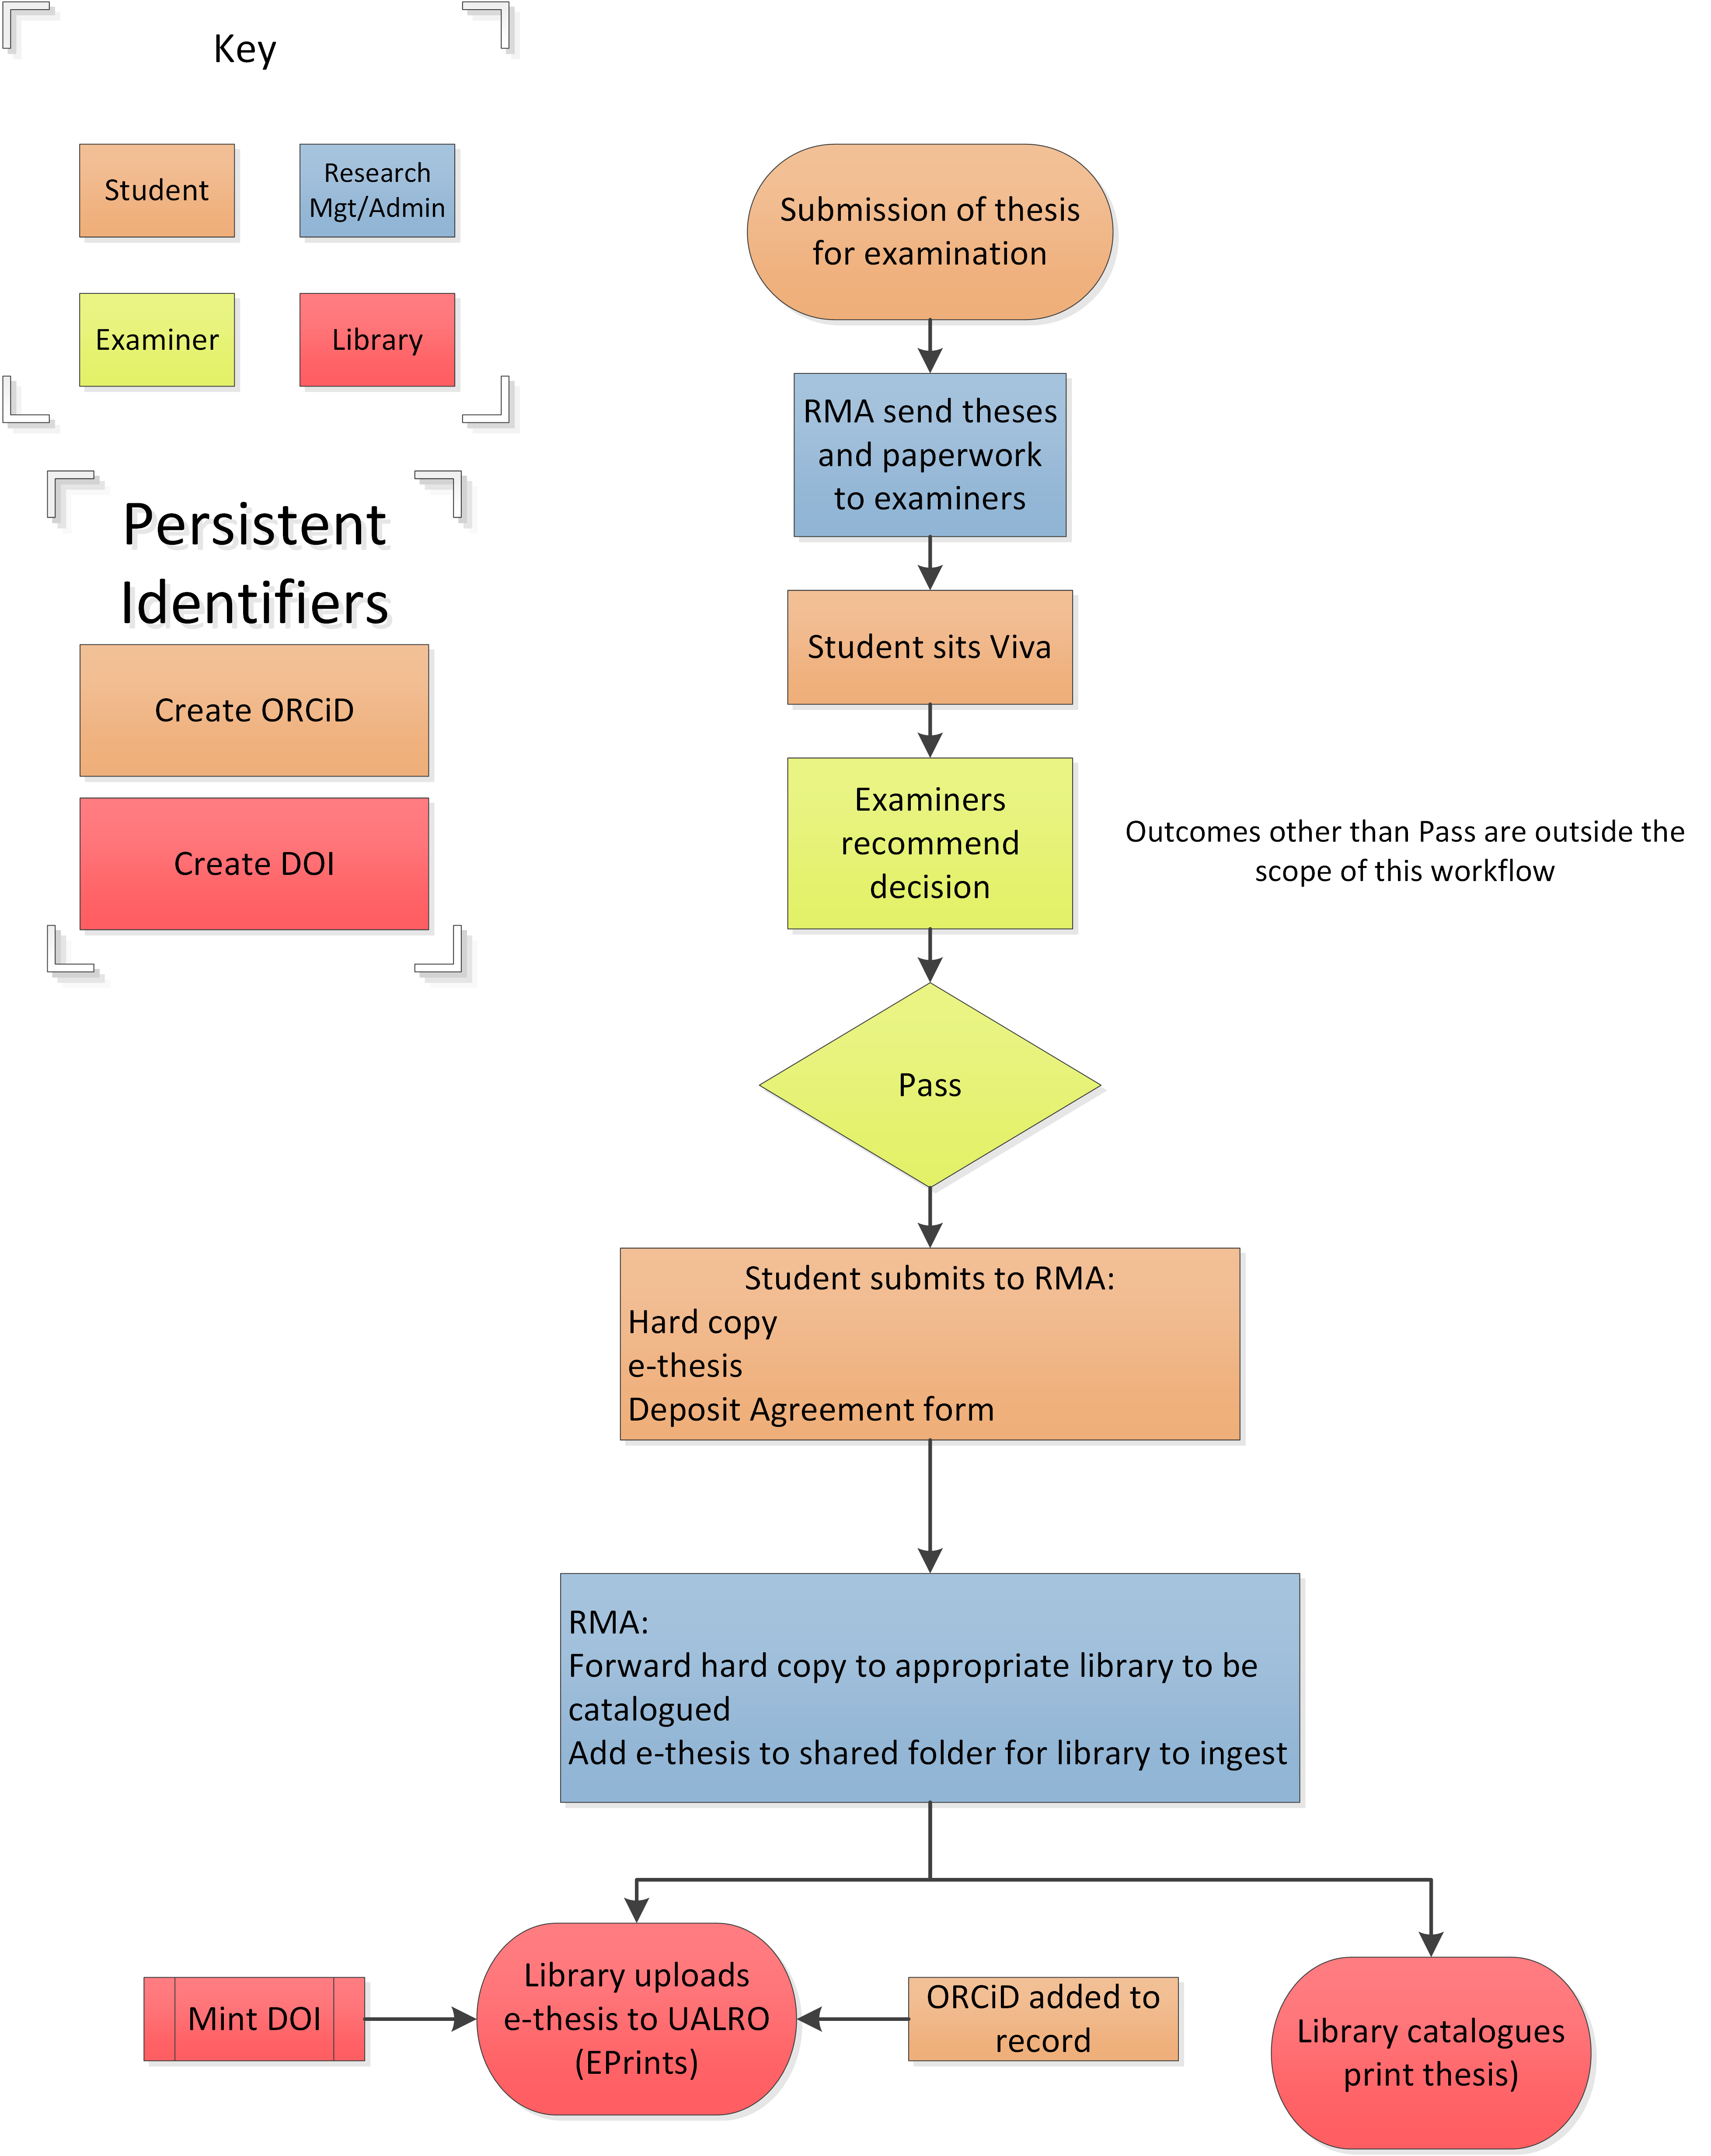 Key
Student
Research
Mgt/Admin
Examiner
Library
Persistent
Identifiers
Create ORCiD
Create DOI
Submission of thesis
for examination
RMA send theses
and paperwork
to examiners
Student sits Viva
Examiners
recommend
decision
Outcomes other than Pass are outside the
scope of this workflow
Pass
Student submits to RMA:
Hard copy
e-thesis
Deposit Agreement form
RMA:
Forward hard copy to appropriate library to be
catalogued
Add e-thesis to shared folder for library to ingest
Mint DOI
Library uploads
e-thesis to UALRO
(EPrints)
ORCiD added to
record
Library catalogues
print thesis)